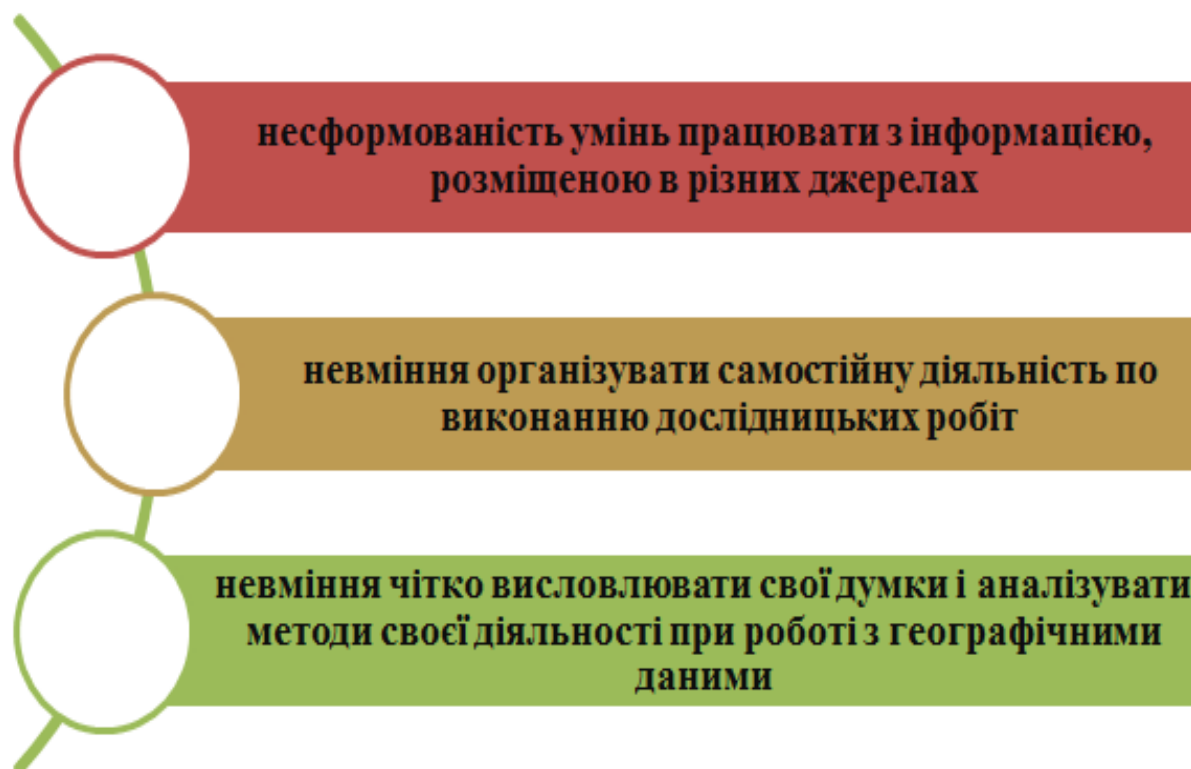 несформованість умінь працювати з інформацією,
розміщеною в різних джерелах
невміння організувати самостійну діяльність по
виконанню дослідницьких робіт
невміння чітко висловлювати свої думки і аналізувати
методи своєї діяльності при роботі з географічними
даними